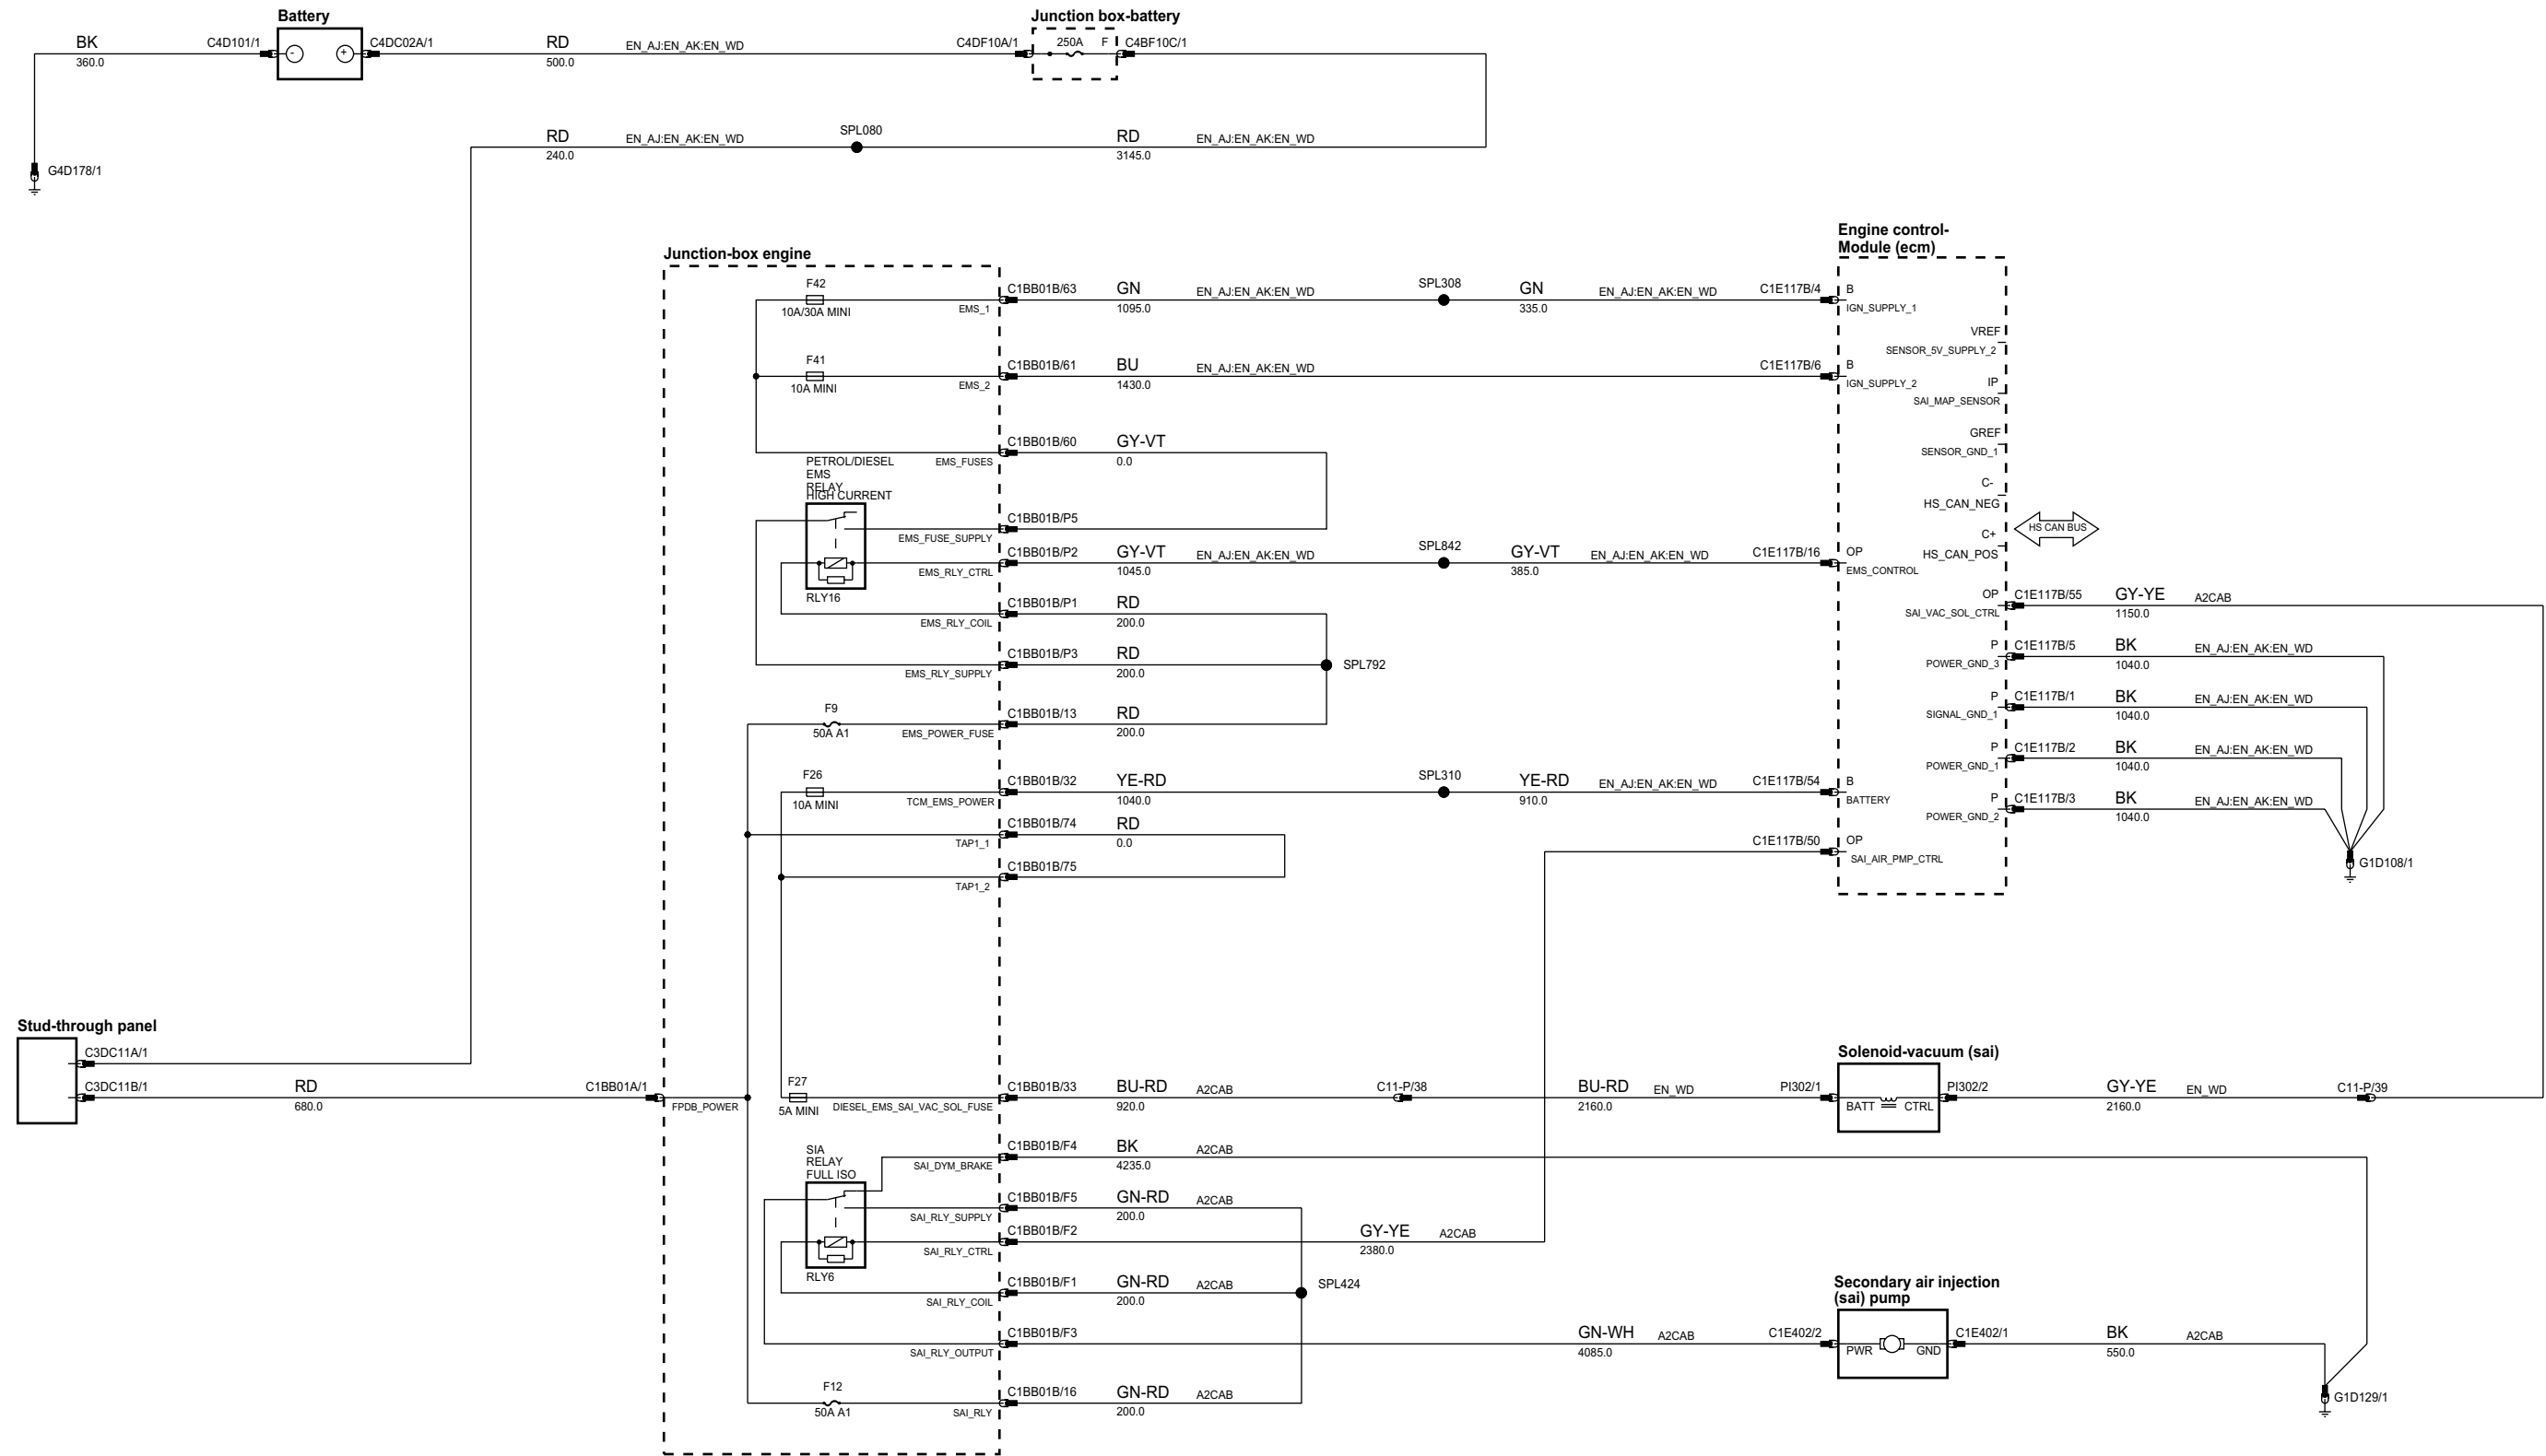 Battery
Junction box-battery
BK
360.0
C4D101/1
-
+
C4DC02A/1
RD
500.0
EN_AJ:EN_AK:EN_WD
C4DF10A/1
250A
F
C4BF10C/1
RD
240.0
EN_AJ:EN_AK:EN_WD
SPL080
RD
3145.0
EN_AJ:EN_AK:EN_WD
G4D178/1
Junction-box engine
Engine control-
Module (ecm)
F42
10A/30A MINI
EMS_1
C1BB01B/63
GN
1095.0
EN_AJ:EN_AK:EN_WD
SPL308
GN
335.0
EN_AJ:EN_AK:EN_WD
C1E117B/4
B
IGN_SUPPLY_1
VREF
SENSOR_5V_SUPPLY_2
F41
10A MINI
EMS_2
C1BB01B/61
BU
1430.0
EN_AJ:EN_AK:EN_WD
C1E117B/6
B
IGN_SUPPLY_2
IP
SAI_MAP_SENSOR
GREF
SENSOR_GND_1
C1BB01B/60
EMS_FUSES
GY-VT
0.0
PETROL/DIESEL
EMS
RELAY
HIGH CURRENT
RLY16
C-
HS_CAN_NEG
C1BB01B/P5
EMS_FUSE_SUPPLY
HS CAN BUS
C+
HS_CAN_POS
C1BB01B/P2
EMS_RLY_CTRL
GY-VT
1045.0
EN_AJ:EN_AK:EN_WD
SPL842
GY-VT
385.0
EN_AJ:EN_AK:EN_WD
C1E117B/16
OP
EMS_CONTROL
C1BB01B/P1
EMS_RLY_COIL
RD
200.0
OP
SAI_VAC_SOL_CTRL
C1E117B/55
GY-YE
1150.0
A2CAB
C1BB01B/P3
EMS_RLY_SUPPLY
RD
200.0
SPL792
P
POWER_GND_3
C1E117B/5
BK
1040.0
EN_AJ:EN_AK:EN_WD
F9
50A A1
EMS_POWER_FUSE
C1BB01B/13
RD
200.0
P
SIGNAL_GND_1
C1E117B/1
BK
1040.0
EN_AJ:EN_AK:EN_WD
P
POWER_GND_1
C1E117B/2
BK
1040.0
EN_AJ:EN_AK:EN_WD
F26
10A MINI
TCM_EMS_POWER
C1BB01B/32
YE-RD
1040.0
SPL310
YE-RD
910.0
EN_AJ:EN_AK:EN_WD
C1E117B/54
B
BATTERY
P
POWER_GND_2
C1E117B/3
BK
1040.0
EN_AJ:EN_AK:EN_WD
C1BB01B/74
TAP1_1
RD
0.0
C1E117B/50
OP
SAI_AIR_PMP_CTRL
G1D108/1
C1BB01B/75
TAP1_2
Stud-through panel
C3DC11A/1
C3DC11B/1
RD
680.0
C1BB01A/1
FPDB_POWER
F27
5A MINI
DIESEL_EMS_SAI_VAC_SOL_FUSE
C1BB01B/33
BU-RD
920.0
A2CAB
C11-P/38
BU-RD
2160.0
EN_WD
Solenoid-vacuum (sai)
PI302/1
BATT
CTRL
PI302/2
GY-YE
2160.0
EN_WD
C11-P/39
SIA
RELAY
FULL ISO
RLY6
C1BB01B/F4
SAI_DYM_BRAKE
BK
4235.0
A2CAB
C1BB01B/F5
SAI_RLY_SUPPLY
GN-RD
200.0
A2CAB
C1BB01B/F2
SAI_RLY_CTRL
GY-YE
2380.0
A2CAB
C1BB01B/F1
SAI_RLY_COIL
GN-RD
200.0
A2CAB
SPL424
Secondary air injection
(sai) pump
C1BB01B/F3
SAI_RLY_OUTPUT
GN-WH
4085.0
A2CAB
C1E402/2
PWR
GND
C1E402/1
BK
550.0
A2CAB
F12
50A A1
SAI_RLY
C1BB01B/16
GN-RD
200.0
A2CAB
G1D129/1